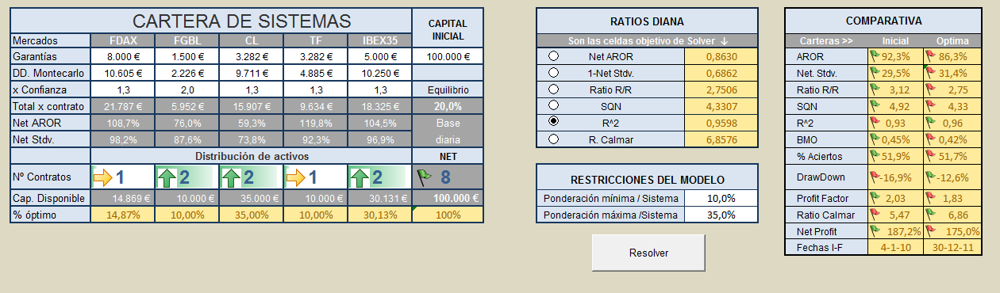 CARTERA DE SISTEMAS CAPITAL INICIAL
Mercados FDAX FGBL CL TF IBEX35
Garantías 8.000 € 1.500 € 3.282 € 3.282 € 5.000 € 100.000 €
DD. Montecarlo 10.605 € 2.226 € 9.711 € 4.885 € 10.250 €
x Confianza 1,3 2,0 1,3 1,3 1,3 Equilibrio
Total x contrato 21.787 € 5.952 € 15.907 € 9.634 € 18.325 € 20,0%
Net AROR 108,7% 76,0% 59,3% 119,8% 104,5% Base
Net Stdv. 98,2% 87,6% 73,8% 92,3% 96,9% diaria
Distribución de activos NET
Nº Contratos 1 2 2 1 2 8
Cap. Disponible 14.869 € 10.000 € 35.000 € 10.000 € 30.131 € 100.000 €
% óptimo 14,87% 10,00% 35,00% 10,00% 30,13% 100%
RATIOS DIANA
Son las celdas objetivo de Solver ↓
Net AROR 0,8630
1-Net Stdv. 0,6862
Ratio R/R 2,7506
SQN 4,3307
R^2 0,9598
R. Calmar 6,8576
RESTRICCIONES DEL MODELO
Ponderación mínima / Sistema 10,0%
Ponderación máxima /Sistema 35,0%
Resolver
COMPARATIVA
Carteras >> Inicial Optima
AROR 92,3% 86,3%
Net. Stdv. 29,5% 31,4%
Ratio R/R 3,12 2,75
SQN 4,92 4,33
R^2 0,93 0,96
BMO 0,45% 0,42%
% Aciertos 51,9% 51,7%
DrawDown -16,9% -12,6%
Profit Factor 2,03 1,83
Ratio Calmar 5,47 6,86
Net Profit 187,2% 175,0%
Fechas I-F 4-1-10 30-12-11